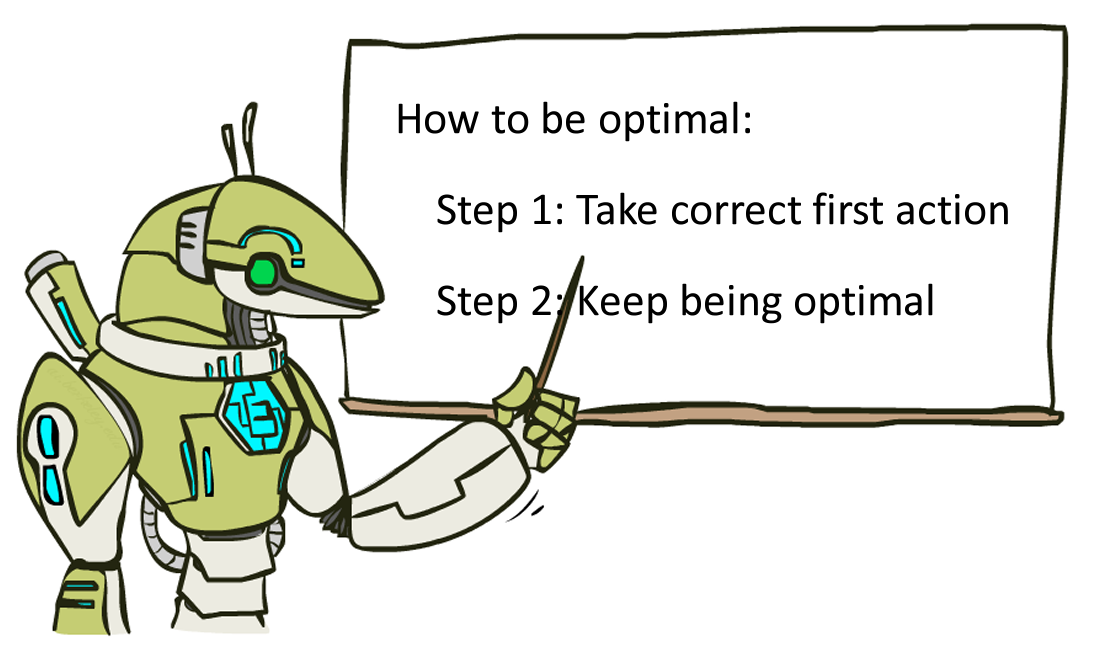 How to be optimal:
Step 1: Take correct first action
Step 2: Keep being optimal